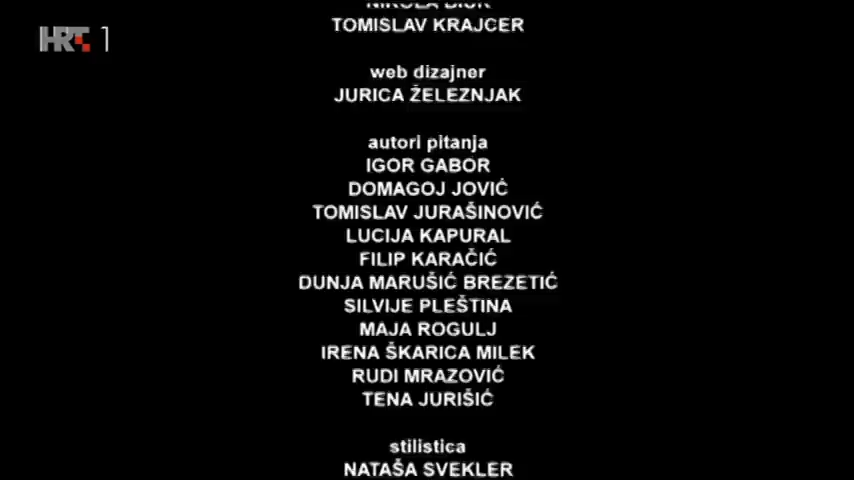 HRT 1
TOMISLAV KRAJCER
web dizajner
JURICA ŽELEZNJAK
autori pitanja
IGOR GABOR
DOMAGOJ JOVIĆ
TOMISLAV JURAŠINOVIĆ
LUCIJA KAPURAL
FILIP KARAČIĆ
DUNJA MARUŠIĆ BREZETIĆ
SILVIJE PLEŠTINA
MAJA ROGULJ
IRENA ŠKARICA MILEK
RUDI MRAZOVIĆ
TENA JURIŠIĆ
stilistica
NATAŠA SVEKLER